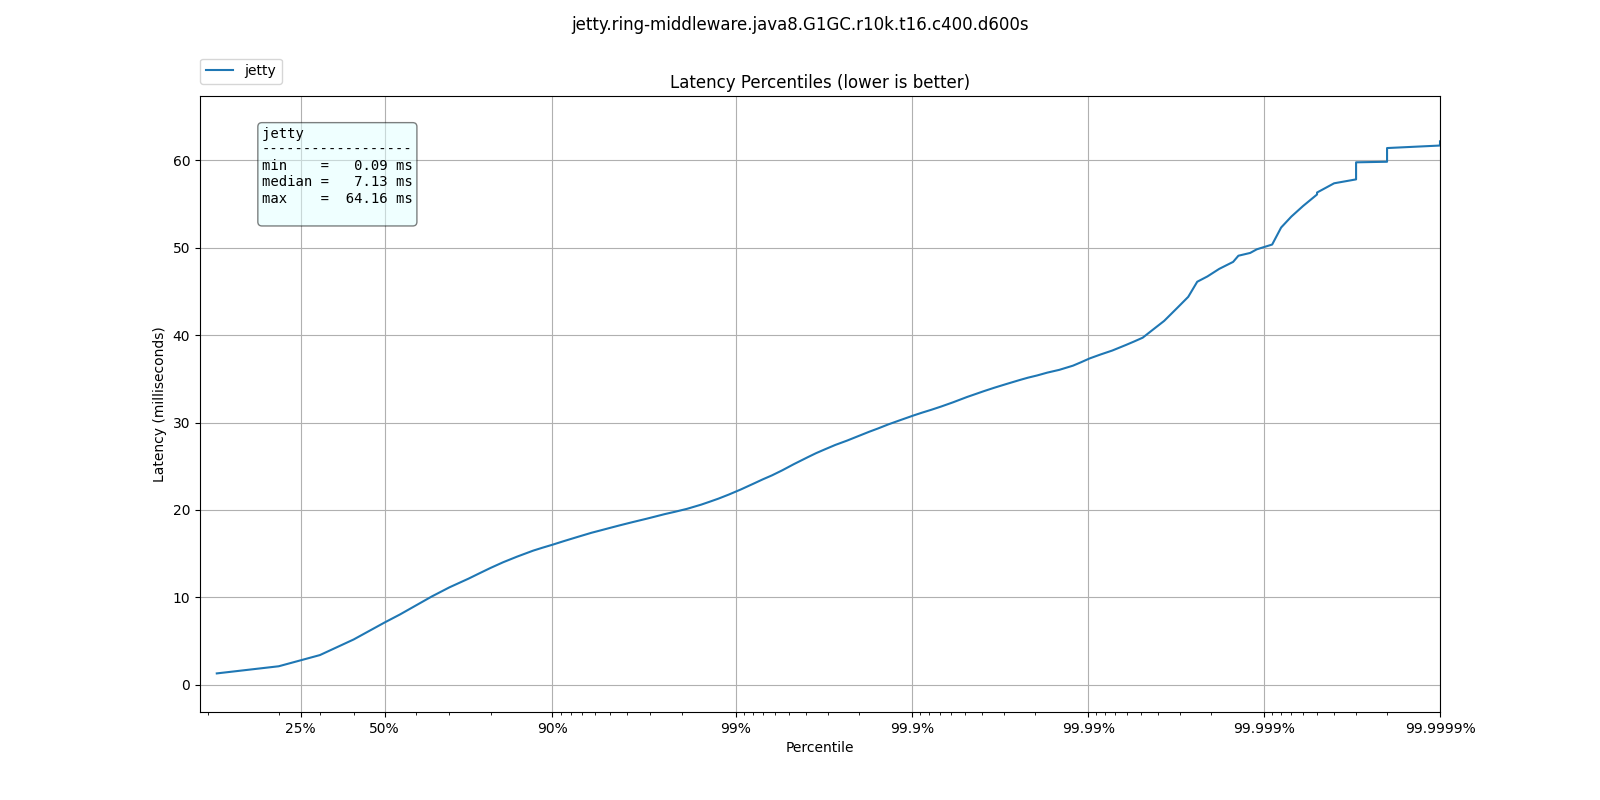 jetty.ring-middleware.java8.G1GC.r10k.t16.c400.d600s
jetty
Latency Percentiles (lower is better)
jetty
------------------
min    =   0.09 ms
median =   7.13 ms
max    =  64.16 ms
60
50
40
30
20
10
0
Latency (milliseconds)
25% 50% 90% 99% 99.9% 99.99% 99.999% 99.9999%
Percentile